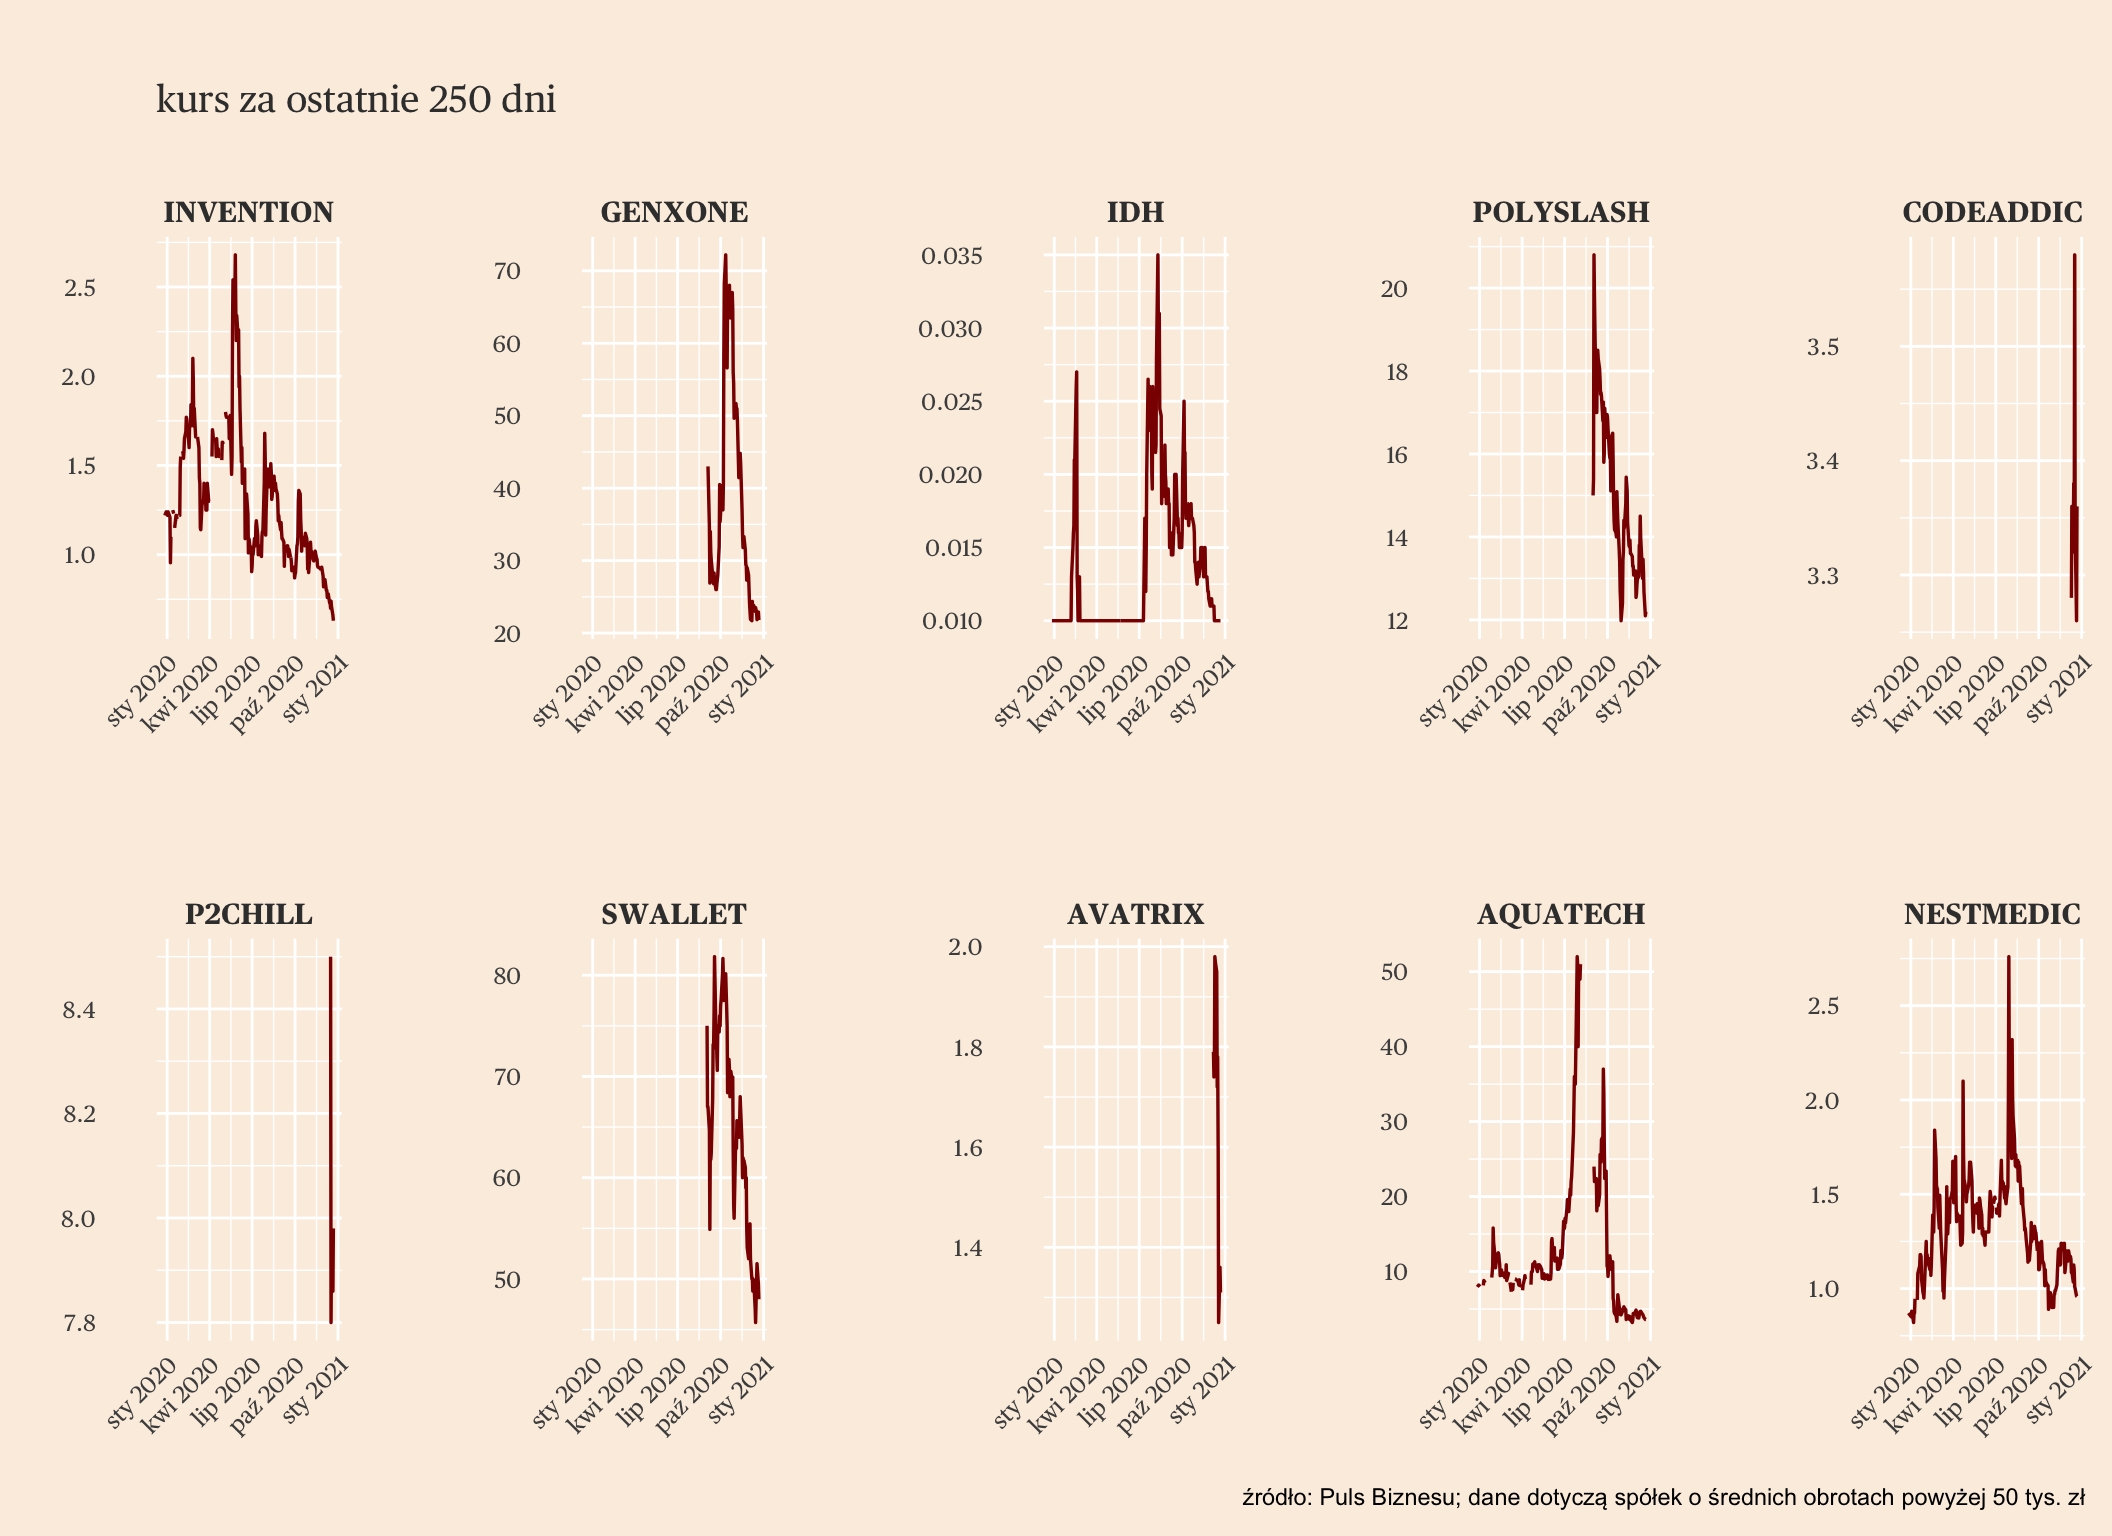 kurs za ostatnie 250 dni
INVENTION
GENXONE
IDH
POLYSLASH
CODEADDIC
2.5
2.0
1.5
1.0
70
60
50
40
30
20
0.035
0.030
0.025
0.020
0.015
0.010
20
18
16
14
12
3.5
3.4
3.3
sty 2020
kwi 2020
lip 2020
paź 2020
sty 2021
sty 2020
kwi 2020
lip 2020
paź 2020
sty 2021
sty 2020
kwi 2020
lip 2020
paź 2020
sty 2021
sty 2020
kwi 2020
lip 2020
paź 2020
sty 2021
sty 2020
kwi 2020
lip 2020
paź 2020
sty 2021
P2CHILL
SWALLET
AVATRIX
AQUATECH
NESTMEDIC
8.4
8.2
8.0
7.8
80
70
60
50
2.0
1.8
1.6
1.4
50
40
30
20
10
2.5
2.0
1.5
1.0
sty 2020
kwi 2020
lip 2020
paź 2020
sty 2021
sty 2020
kwi 2020
lip 2020
paź 2020
sty 2021
sty 2020
kwi 2020
lip 2020
paź 2020
sty 2021
sty 2020
kwi 2020
lip 2020
paź 2020
sty 2021
sty 2020
kwi 2020
lip 2020
paź 2020
sty 2021
źródło: Puls Biznesu; dane dotyczą spółek o średnich obrotach powyżej 50 tys. zł